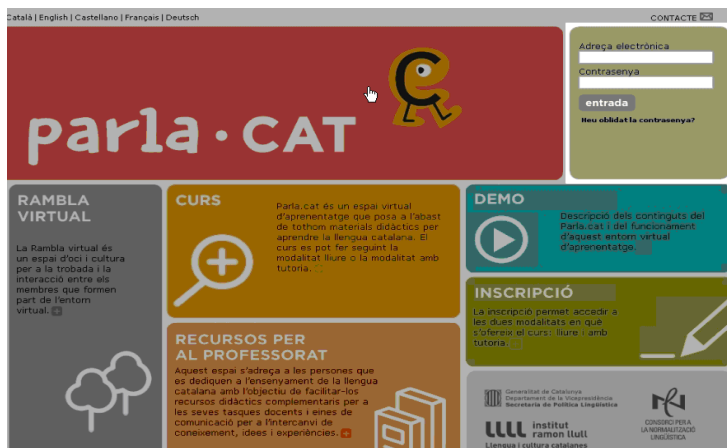 Català | English | Castellano | Français | Deutsch
CONTACTE
Adreça electrònica
Contrasenya
entrada
Heu oblidat la contrasenya?
parla·CAT
RAMBLA
VIRTUAL
La Rambla virtual és
un espai d'oci i cultura
per a la trobada i la
interacció entre els
membres que formen
part de l'entorn
virtual.
CURS
Parla.cat és un espai virtual
d'aprenentatge que posa a l'abast
de tothom materials didàctics per
aprendre la llengua catalana. El
curs es pot fer seguint la
modalitat lliure o la modalitat amb
tutoria.
DEMO
Descripció dels continguts del
Parla.cat i del funcionament
d'aquest entorn virtual
d'aprenentatge.
INSCRIPCIÓ
La inscripció permet accedir a
les dues modalitats en què
s'ofereix el curs: lliure i amb
tutoria.
RECURSOS PER
AL PROFESSORAT
Aquest espai s'adreça a les persones que
es dediquen a l'ensenyament de la llengua
catalana amb l'objectiu de facilitar-los
recursos didàctics complementaris per a
les seves tasques docents i eines de
comunicació per a l'intercanvi de
coneixement, idees i experiències.
Generalitat de Catalunya
Departament de la Vicepresidència
Secretaria de Política Lingüística
LLLL institut
ramon llull
Llengua i cultura catalanes
CONSORCI PER A
LA NORMALITZACIÓ
LINGÜÍSTICA